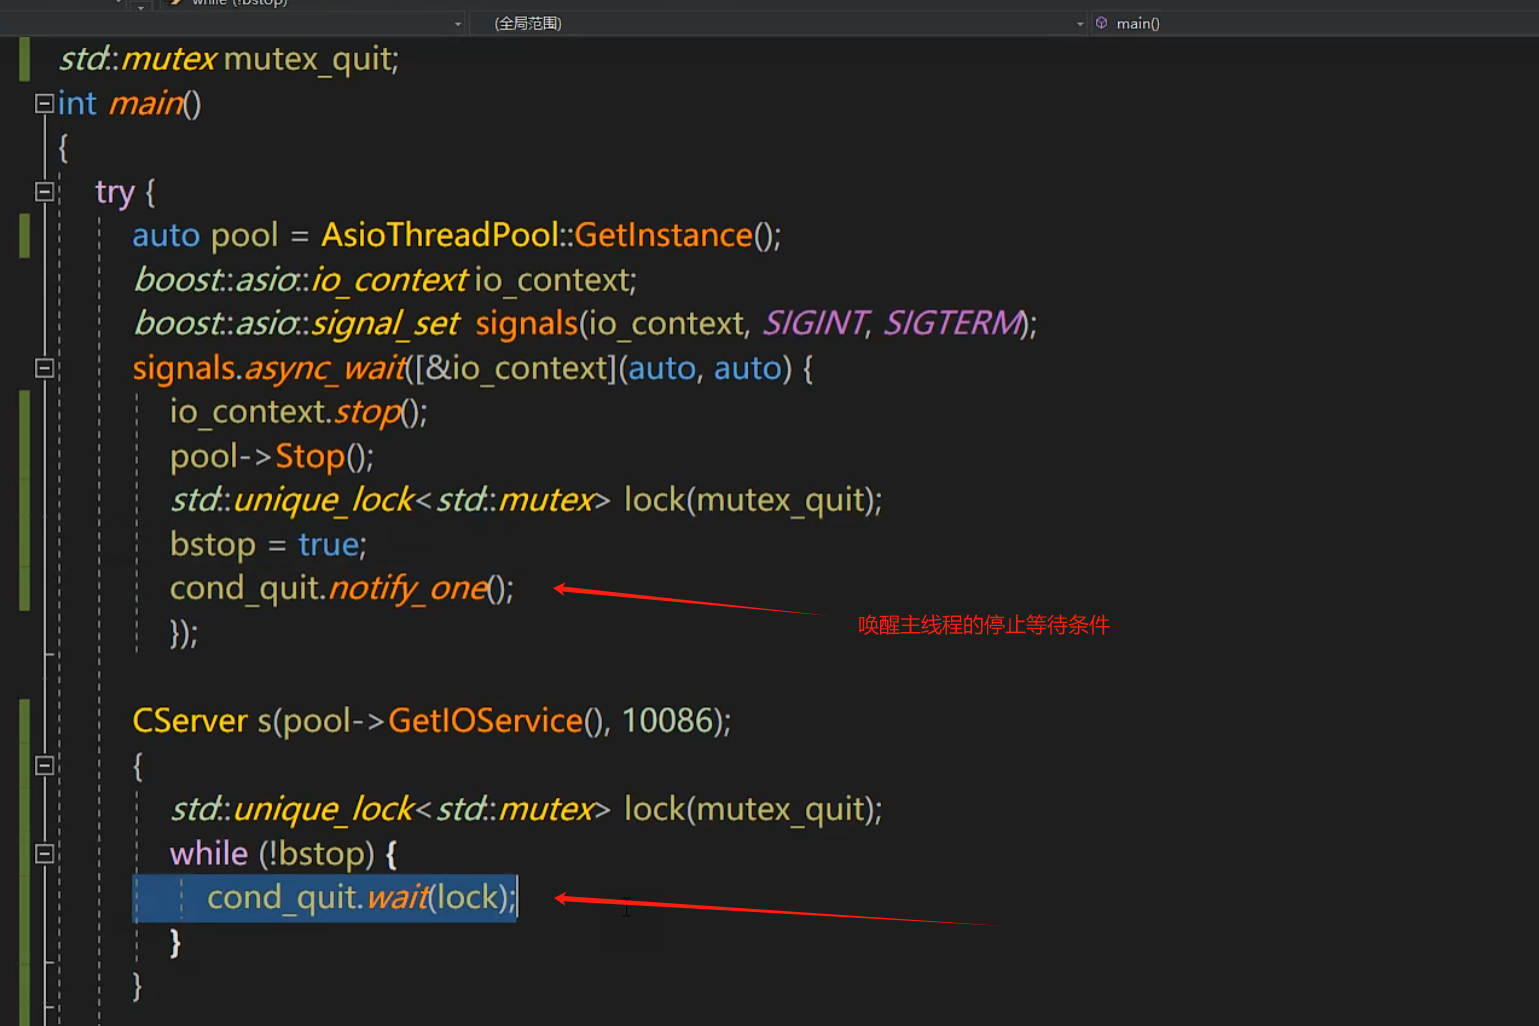 while (!bstop)
(全局范围)
main()
std::mutex mutex_quit;
int main()
{
try {
auto pool = AsioThreadPool::GetInstance();
boost::asio::io_context io_context;
boost::asio::signal_set signals(io_context, SIGINT, SIGTERM);
signals.async_wait([&io_context](auto, auto) {
io_context.stop();
pool->Stop();
std::unique_lock<std::mutex> lock(mutex_quit);
bstop = true;
cond_quit.notify_one();
唤醒主线程的停止等待条件
});
CServer s(pool->GetIOService(), 10086);
{
std::unique_lock<std::mutex> lock(mutex_quit);
while (!bstop) {
cond_quit.wait(lock);
}
}